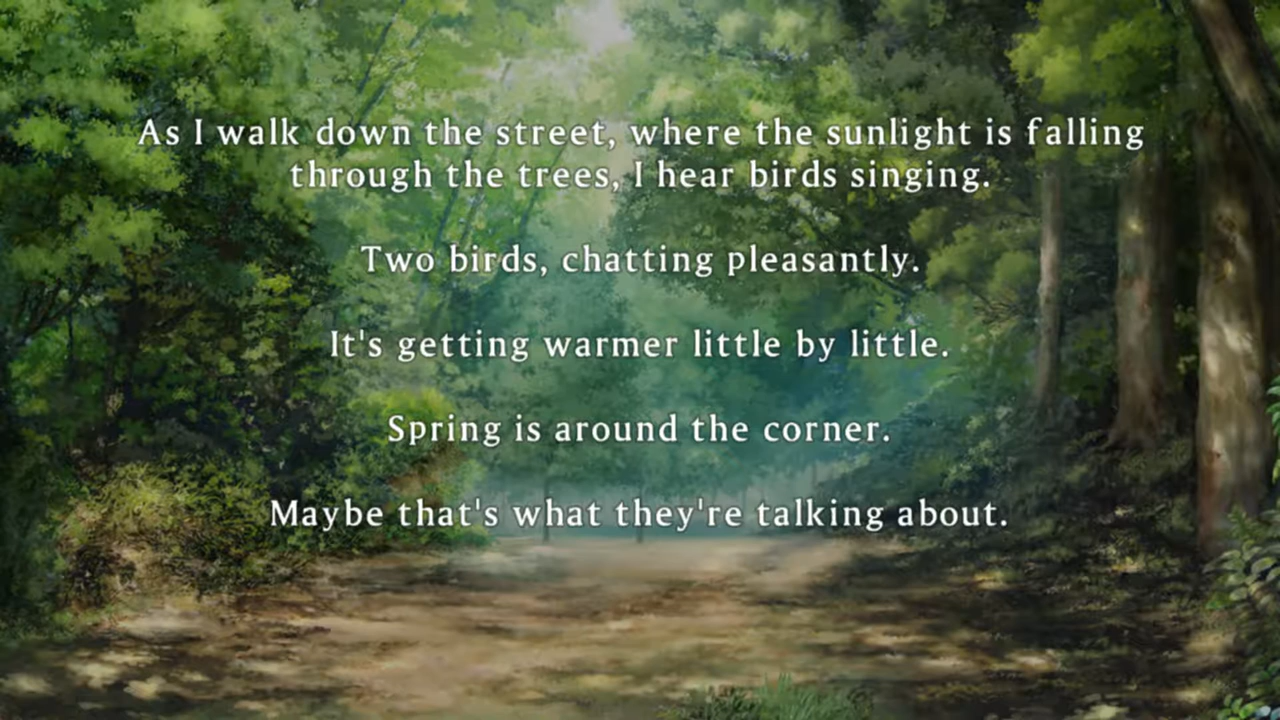 As I walk down the street, where the sunlight is falling
through the trees, I hear birds singing.
Two birds, chatting pleasantly.
It's getting warmer little by little.
Spring is around the corner.
Maybe that's what they're talking about.